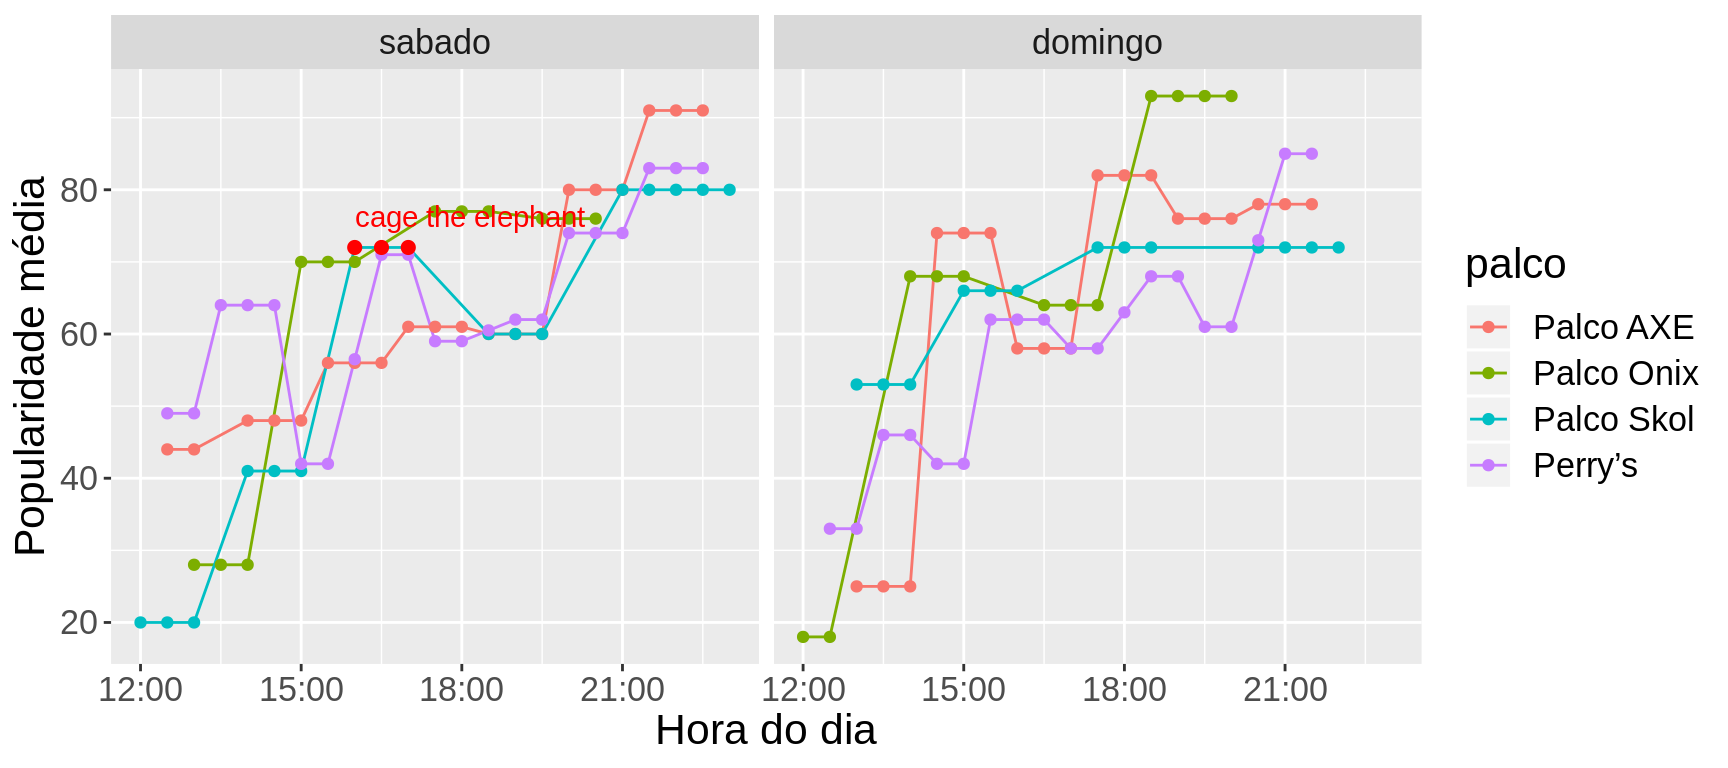 sabado
domingo
Popularidade média
80
60
40
20
cage the elephant
12:00 15:00 18:00 21:00
12:00 15:00 18:00 21:00
Hora do dia
palco
Palco AXE
Palco Onix
Palco Skol
Perry’s